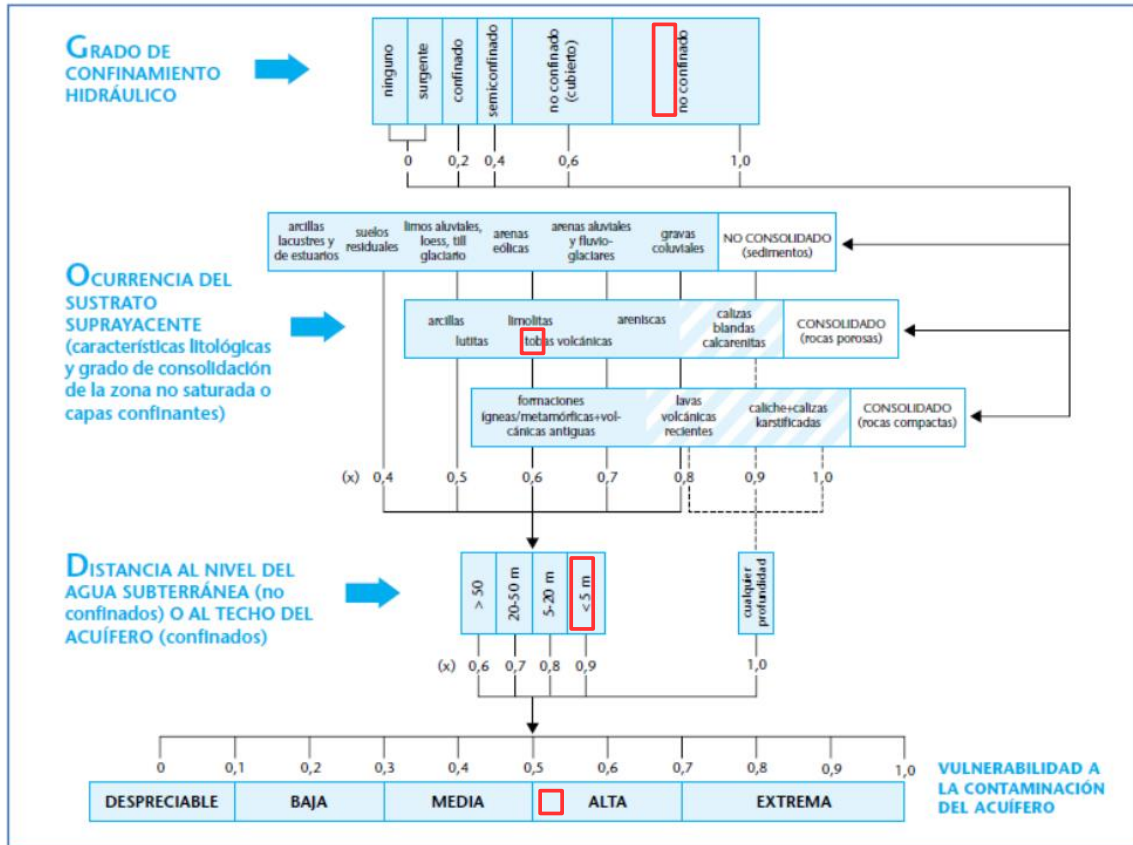 GRADO DE
CONFINAMIENTO
HIDRÁULICO
ninguno
surgente
confinado
semiconfinado
no confinado
(cubierto)
no confinado
0
0,2
0,4
0,6
1,0
arcillas
lacustres y
de estuarios
suelos
residuales
limos aluviales,
loess, till
glaciario
arenas
eólicas
arenas aluviales
y fluvio-
glaciares
gravas
coluviales
NO CONSOLIDADO
(sedimentos)
OCURRENCIA DEL
SUSTRATO
SUPRAYACENTE
(características litológicas
y grado de consolidación
de la zona no saturada o
capas confinantes)
arcillas
lutitas
limolitas
tobas volcánicas
areniscas
calizas
blandas
calcarenitas
CONSOLIDADO
(rocas porosas)
formaciones
ígneas/metamórficas+vol-
cánicas antiguas
lavas
volcánicas
recientes
caliche+calizas
karstificadas
CONSOLIDADO
(rocas compactas)
(x) 0,4 0,5 0,6 0,7 0,8 0,9 1,0
DISTANCIA AL NIVEL DEL
AGUA SUBTERRÁNEA (no
confinados) O AL TECHO DEL
ACUÍFERO (confinados)
> 50
20-50 m
5-20 m
< 5 m
cualquier
profundidad
(x) 0,6 0,7 0,8 0,9 1,0
0 0,1 0,2 0,3 0,4 0,5 0,6 0,7 0,8 0,9 1,0
DESPRECIABLE BAJA MEDIA ALTA EXTREMA
VULNERABILIDAD A
LA CONTAMINACIÓN
DEL ACUÍFERO